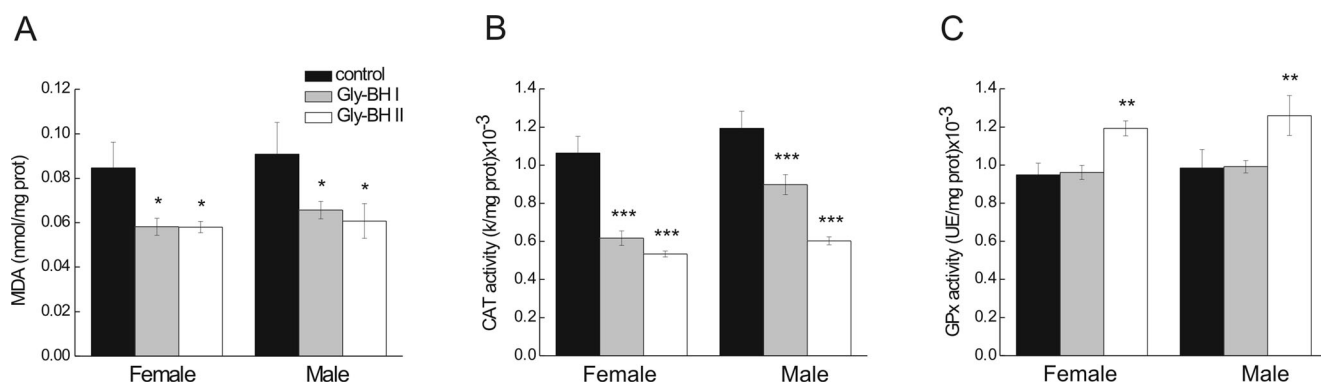 A
MDA (nmol/mg prot)
0.12
0.10
0.08
0.06
0.04
0.02
0.00
control
Gly-BH I
Gly-BH II
*
*
*
*
Female
Male
B
CAT activity (k/mg prot)x10-3
1.4
1.2
1.0
0.8
0.6
0.4
0.2
0.0
***
***
***
***
Female
Male
C
GPx activity (UE/mg prot)x10-3
1.4
1.2
1.0
0.8
0.6
0.4
0.2
0.0
**
**
Female
Male